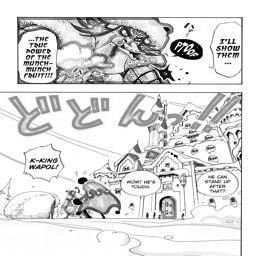 I'LL
SHOW
THEM...
...THE
TRUE
POWER
OF THE
MUNCH-
MUNCH
FRUIT!!!
どどんっ!!
K-KING
WAPOL!
HE
CAN STAND
UP AFTER
THAT?
WOW! HE'S
TOUGH.